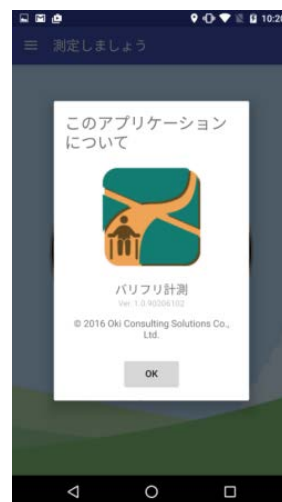 10:20
測定しましょう
このアプリケーション
について
バリフリ計測
Ver. 1.0.90206102
© 2016 Oki Consulting Solutions Co.,
Ltd.
OK